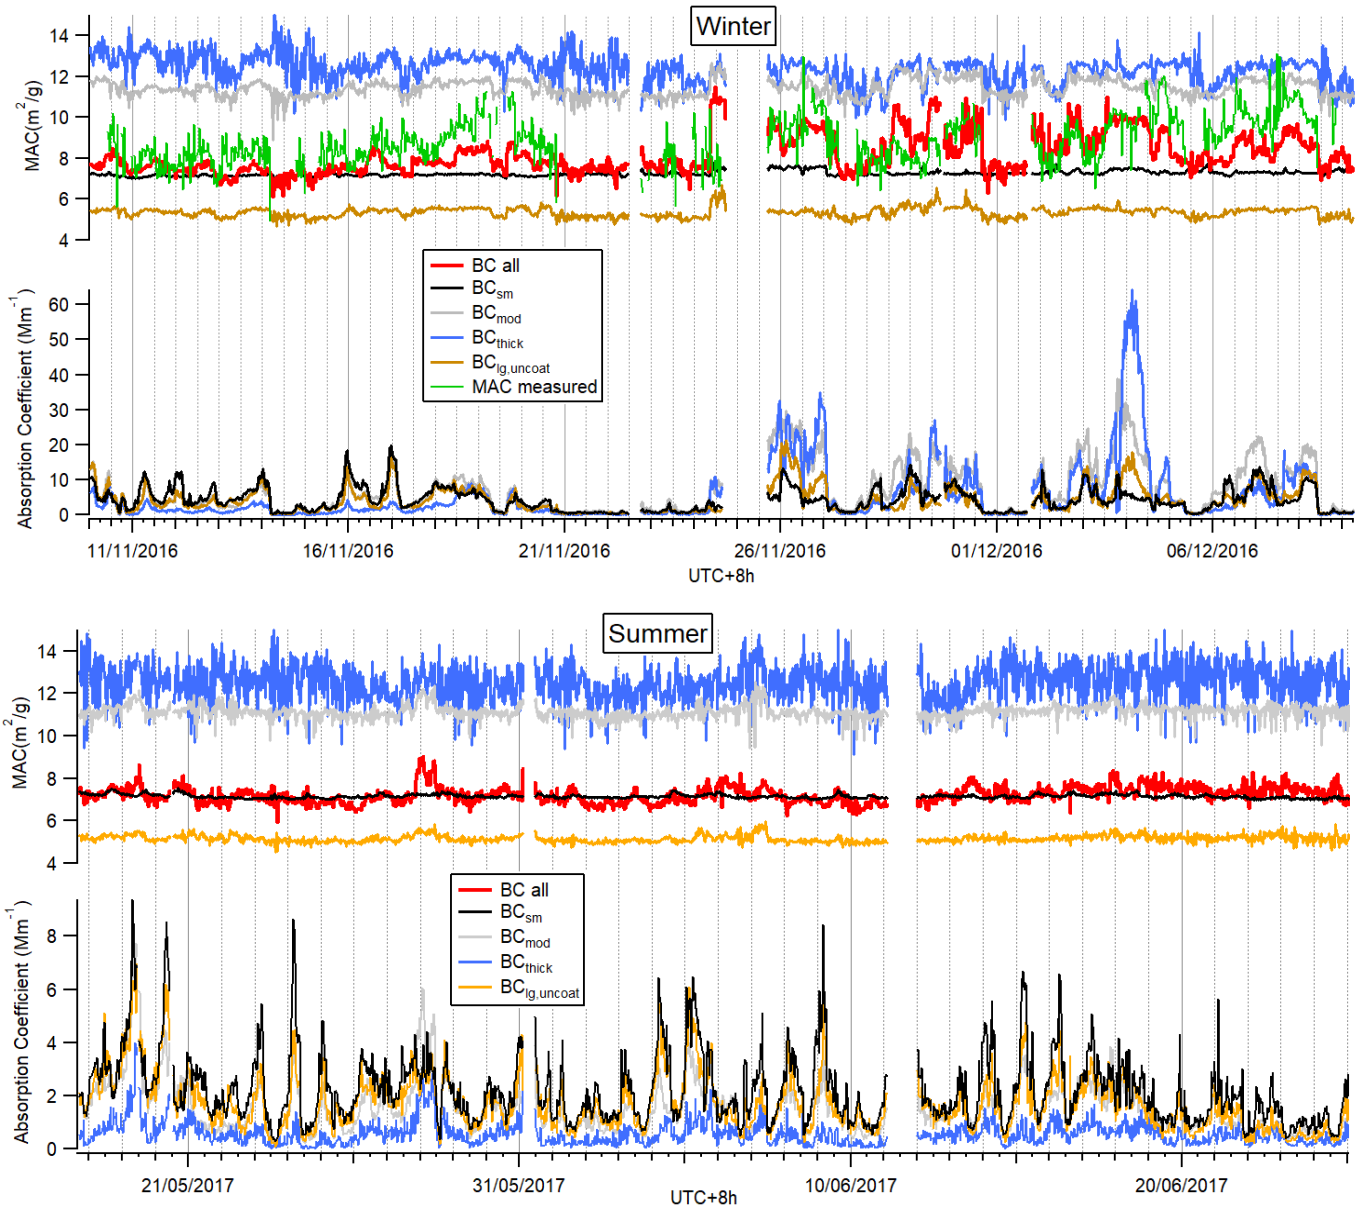 Winter
14
12
10
8
6
4
MAC(m²/g)
BC all
BCsm
BCmod
BCthick
BClg,uncoat
MAC measured
60
50
40
30
20
10
0
Absorption Coefficient (Mm⁻¹)
11/11/2016 16/11/2016 21/11/2016 26/11/2016 01/12/2016 06/12/2016
UTC+8h
Summer
14
12
10
8
6
4
MAC(m²/g)
BC all
BCsm
BCmod
BCthick
BClg,uncoat
8
6
4
2
0
Absorption Coefficient (Mm⁻¹)
21/05/2017 31/05/2017 10/06/2017 20/06/2017
UTC+8h